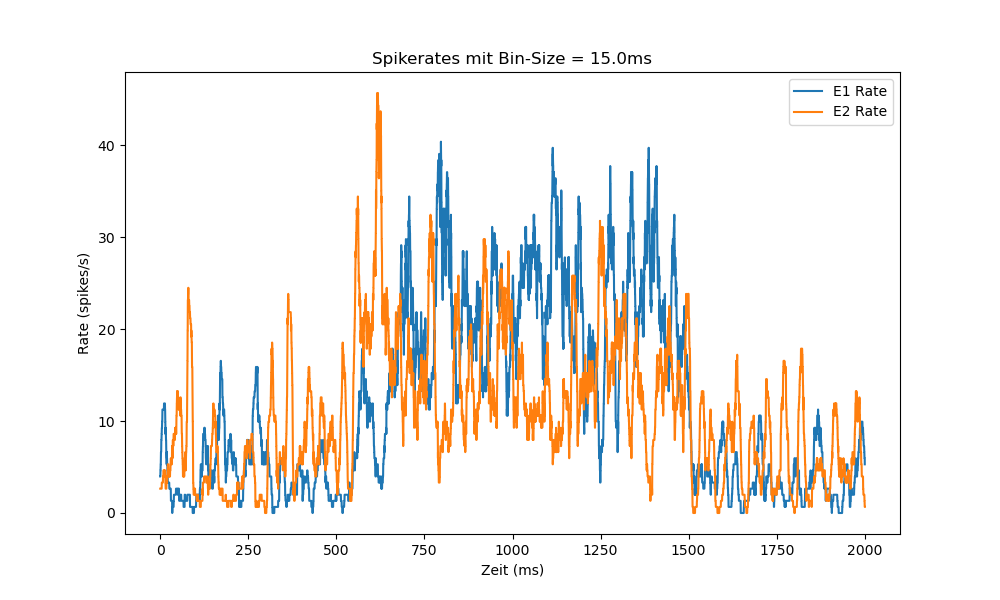 Spikerates mit Bin-Size = 15.0ms
E1 Rate
E2 Rate
Rate (spikes/s)
40
30
20
10
0
0 250 500 750 1000 1250 1500 1750 2000
Zeit (ms)